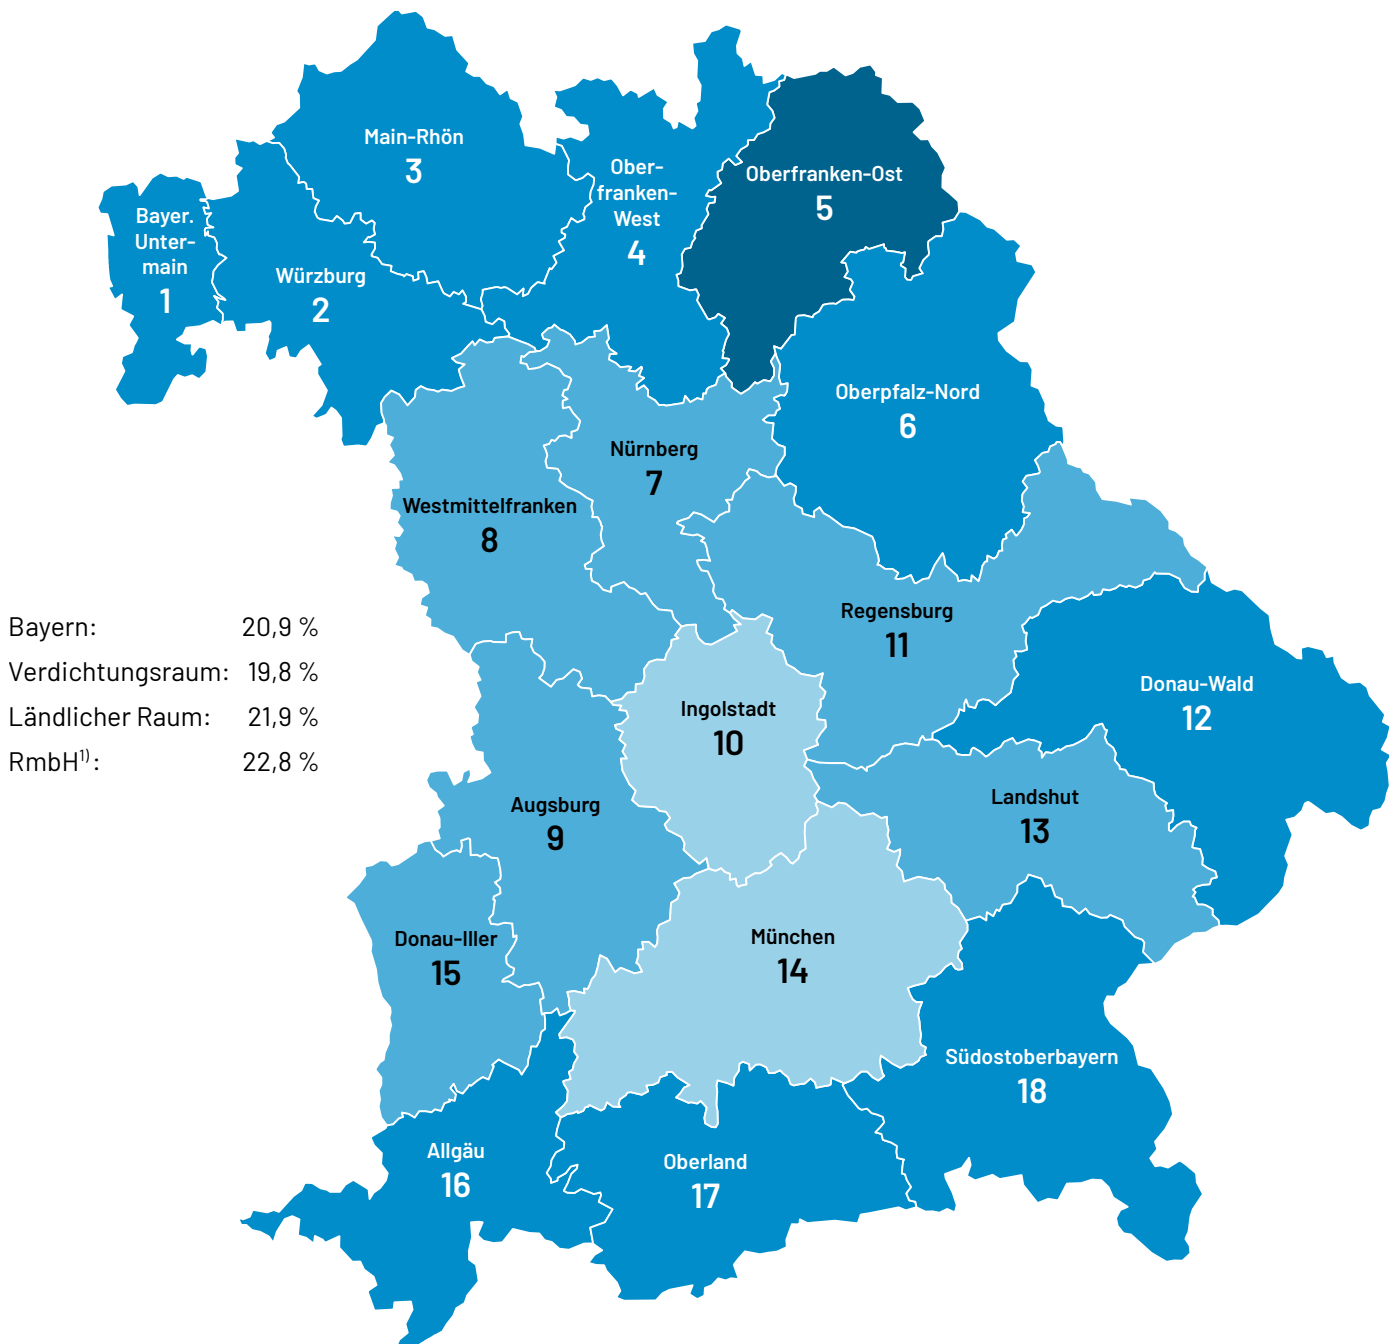 Main-Rhön
3
Ober-
franken-
West
4
Oberfranken-Ost
5
Bayer.
Unter-
main
1
Würzburg
2
Oberpfalz-Nord
6
Nürnberg
7
Westmittelfranken
8
Regensburg
11
Bayern: 20,9 %
Verdichtungsraum: 19,8 %
Ländlicher Raum: 21,9 %
RmbH¹⁾: 22,8 %
Donau-Wald
12
Ingolstadt
10
Augsburg
9
Landshut
13
Donau-Iller
15
München
14
Südostoberbayern
18
Allgäu
16
Oberland
17